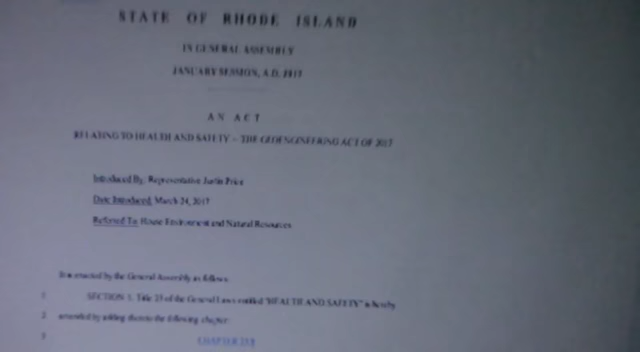 STATE OF RHODE ISLAND
IN GENERAL ASSEMBLY
JANUARY SESSION, A.D. 2017
AN ACT
RELATING TO HEALTH AND SAFETY - THE GEOENGINEERING ACT OF 2017
Introduced By: Representative Justin Price
Date Introduced: March 24, 2017
Referred To: House Environment and Natural Resources
It is enacted by the General Assembly as follows:
1 SECTION 1. Title 23 of the General Laws entitled "HEALTH AND SAFETY" is hereby
2 amended by adding thereto the following chapter:
3 CHAPTER